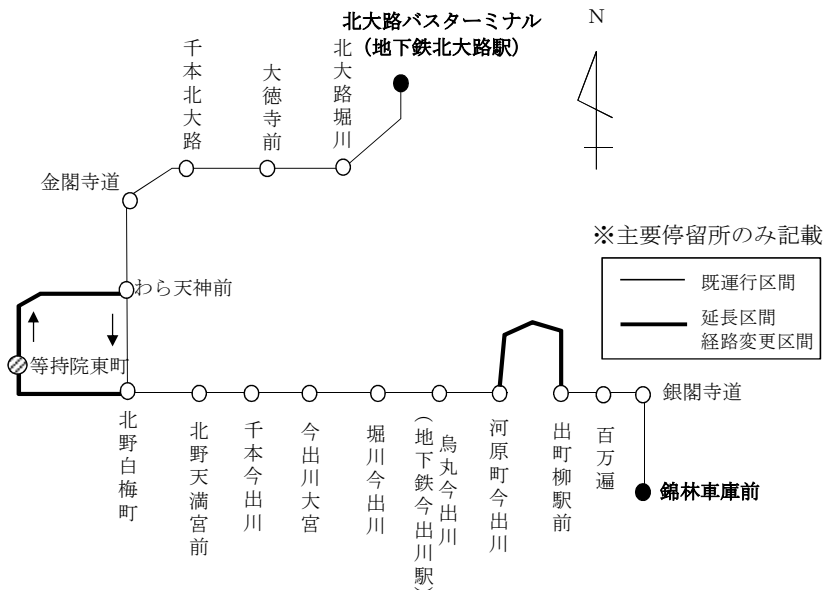 北大路バスターミナル
(地下鉄北大路駅)
N
千本北大路
大徳寺前
北大路堀川
金閣寺道
※主要停留所のみ記載
既運行区間
延長区間
経路変更区間
わら天神前
等持院東町
銀閣寺道
北野白梅町
北野天満宮前
千本今出川
今出川大宮
堀川今出川
烏丸今出川
(地下鉄今出川駅)
河原町今出川
出町柳駅前
百万遍
錦林車庫前